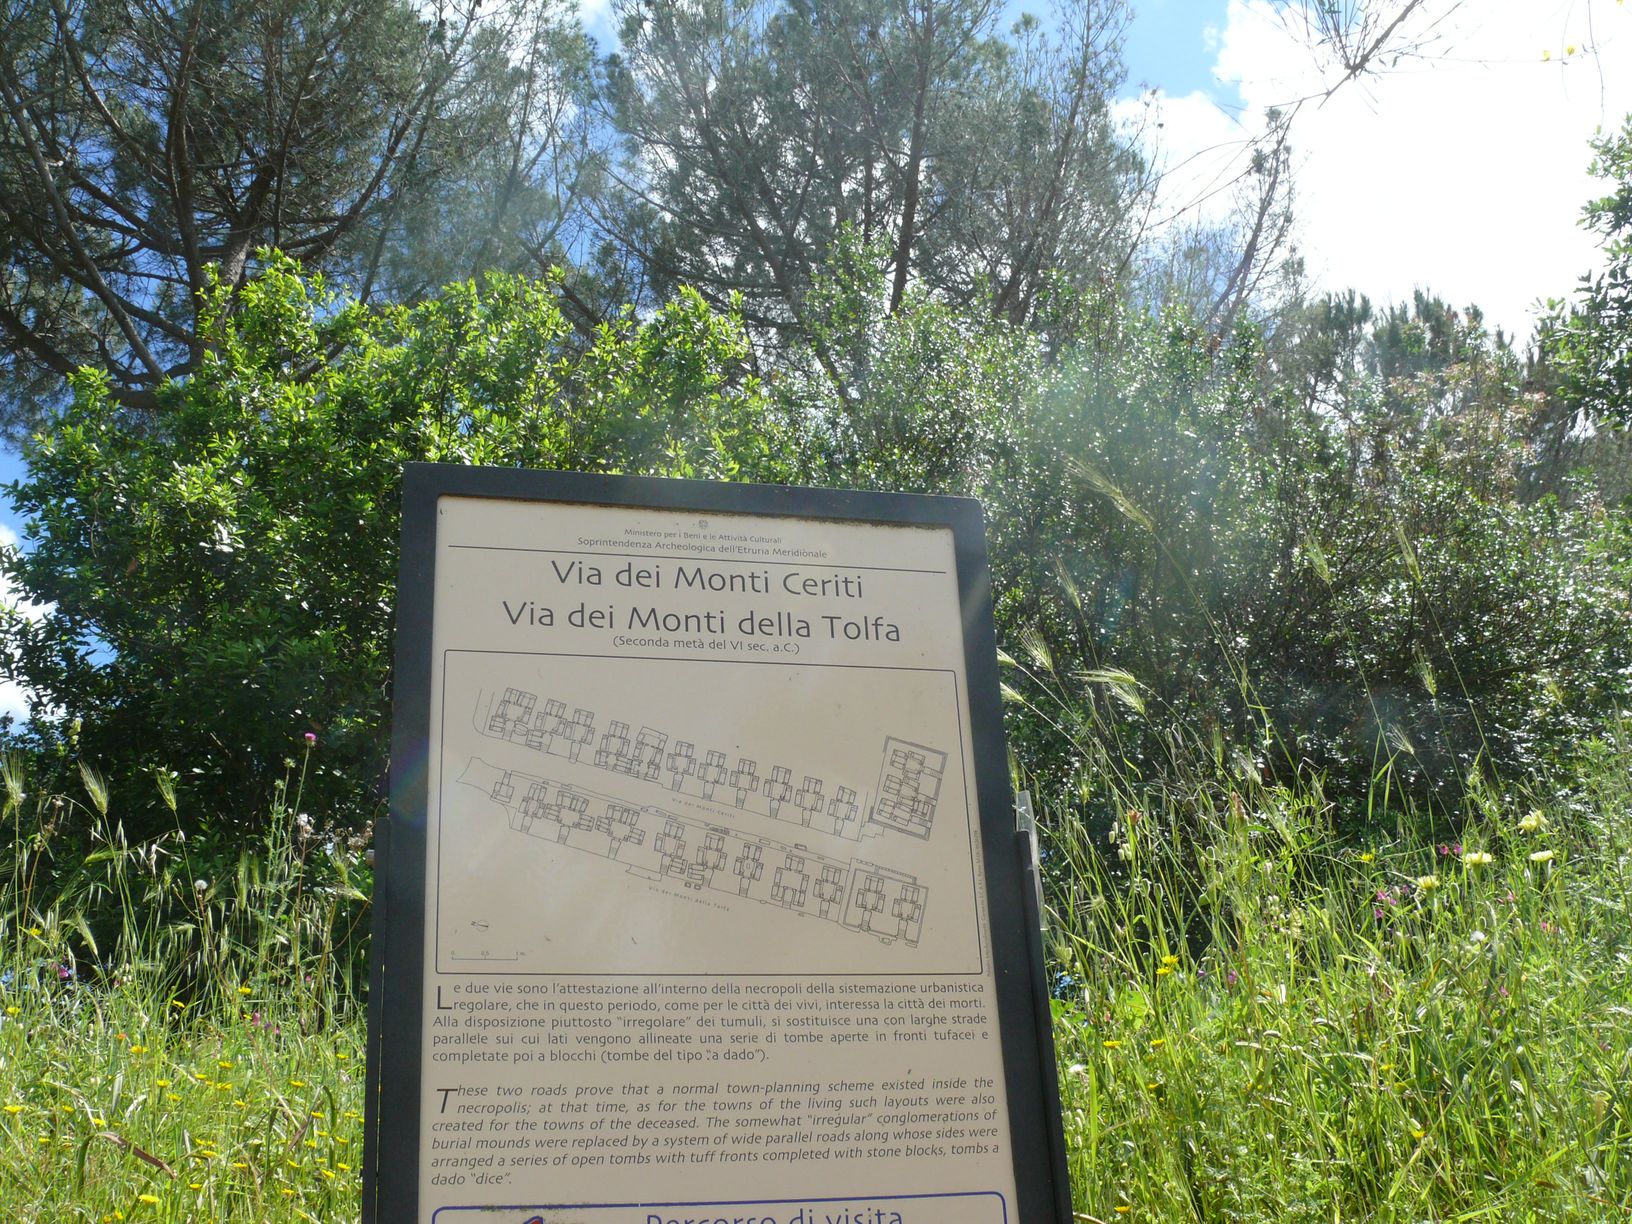 Ministero per i Beni e le Attività Culturali
Soprintendenza Archeologica dell'Etruria Meridionale
Via dei Monti Ceriti
Via dei Monti della Tolfa
(Seconda metà del VI sec. a.C.)
Via dei Monti Ceriti
Via dei Monti della Tolfa
0 0,5 1 m.
Le due vie sono l'attestazione all'interno della necropoli della sistemazione urbanistica
regolare, che in questo periodo, come per le città dei vivi, interessa la città dei morti.
Alla disposizione piuttosto "irregolare" dei tumuli, si sostituisce una con larghe strade
parallele sui cui lati vengono allineate una serie di tombe aperte in fronti tufacei e
completate poi a blocchi (tombe del tipo "a dado").
These two roads prove that a normal town-planning scheme existed inside the
necropolis; at that time, as for the towns of the living such layouts were also
created for the towns of the deceased. The somewhat "irregular" conglomerations of
burial mounds were replaced by a system of wide parallel roads along whose sides were
arranged a series of open tombs with tuff fronts completed with stone blocks, tombs a
dado "dice".
Percorso di visita